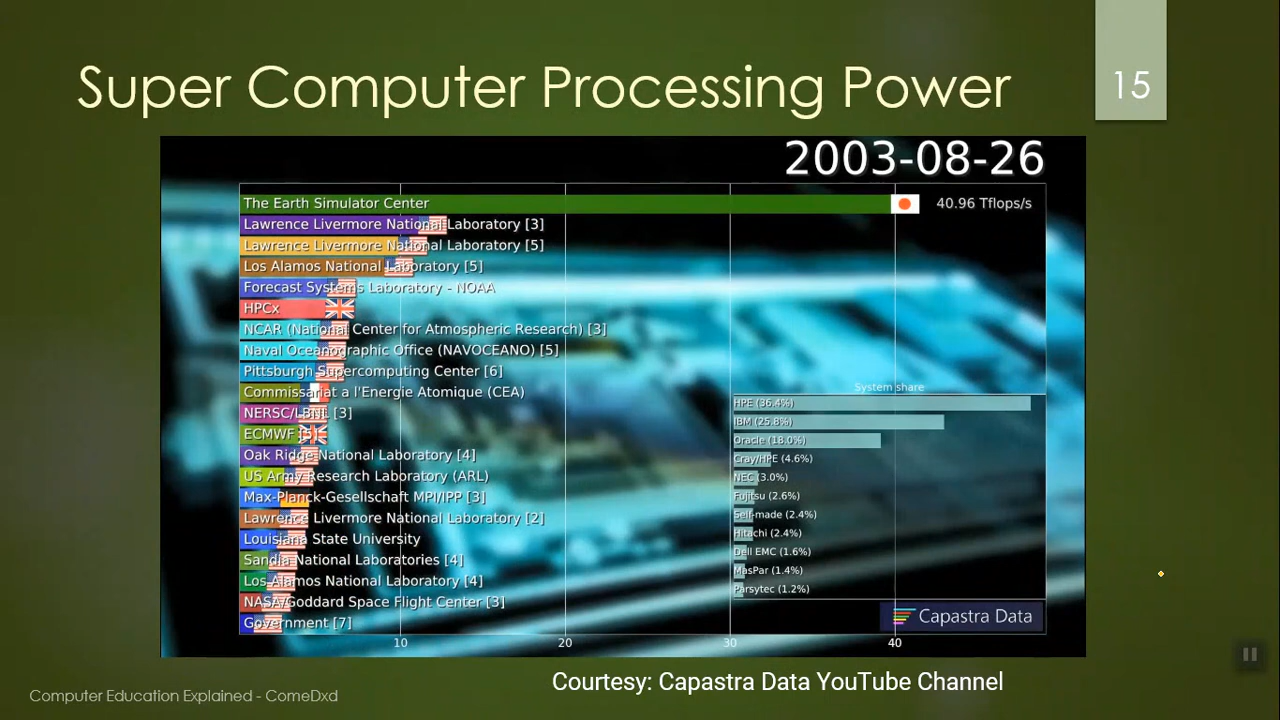 Super Computer Processing Power
15
2003-08-26
The Earth Simulator Center
40.96 Tflops/s
Lawrence Livermore National Laboratory [3]
Lawrence Livermore National Laboratory [5]
Los Alamos National Laboratory [5]
Forecast Systems Laboratory - NOAA
HPCx
NCAR (National Center for Atmospheric Research) [3]
Naval Oceanographic Office (NAVOCEANO) [5]
Pittsburgh Supercomputing Center [6]
Commissariat a l'Energie Atomique (CEA)
NERSC/LBNL [3]
ECMWF
Oak Ridge National Laboratory [4]
US Army Research Laboratory (ARL)
Max-Planck-Gesellschaft MPI/IPP [3]
Lawrence Livermore National Laboratory [2]
Louisiana State University
Sandia National Laboratories [4]
Los Alamos National Laboratory [4]
NASA/Goddard Space Flight Center [3]
Government [7]
System share
HPE (36.4%)
IBM (25.8%)
Oracle (18.0%)
Cray/HPE (4.6%)
NEC (3.0%)
Fujitsu (2.6%)
Self-made (2.4%)
Hitachi (2.4%)
Dell EMC (1.6%)
MasPar (1.4%)
Parsytec (1.2%)
Capastra Data
10 20 30 40
Courtesy: Capastra Data YouTube Channel
Computer Education Explained - ComeDxd